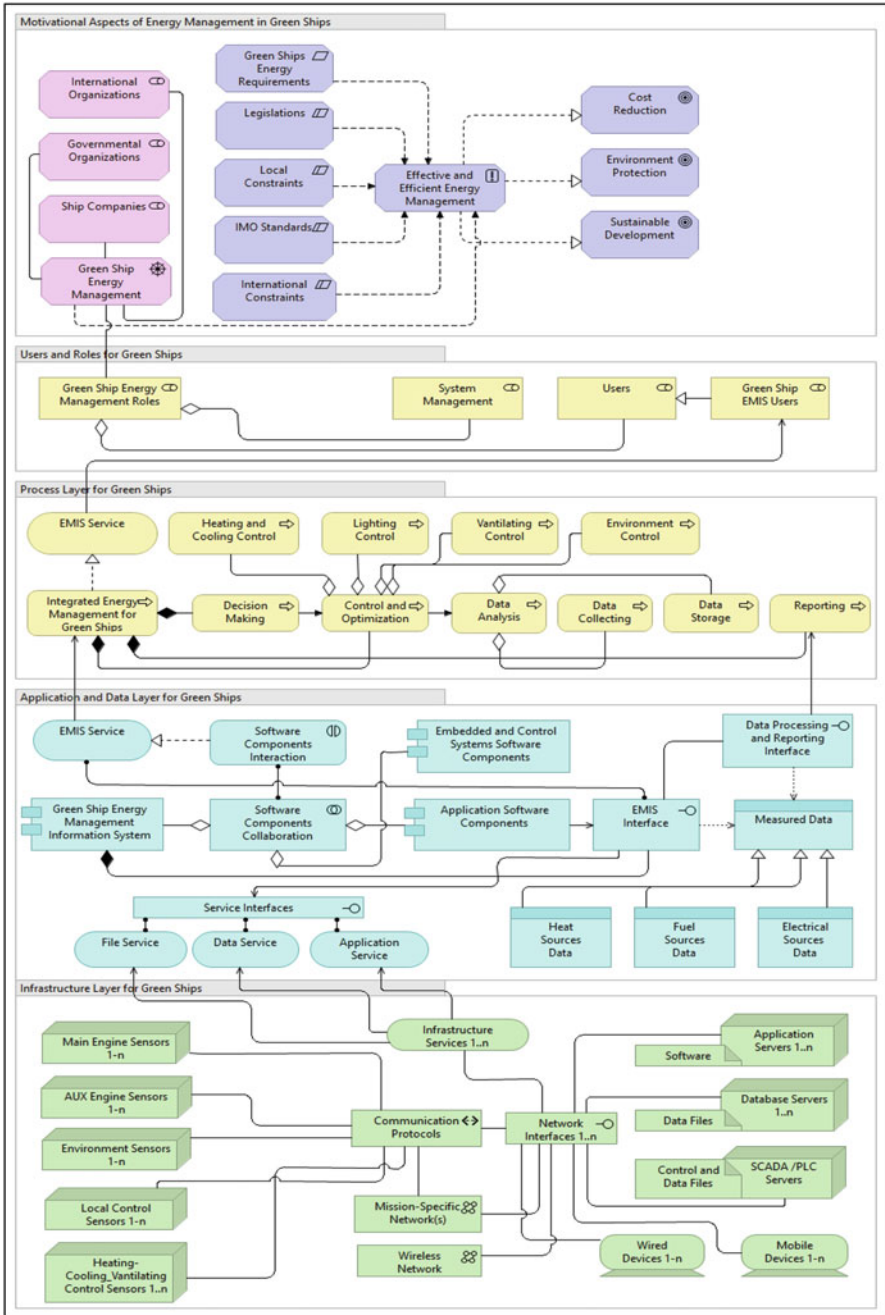 Motivational Aspects of Energy Management in Green Ships
International
Organizations
Governmental
Organizations
Ship Companies
Green Ship
Energy
Management
Green Ships
Energy
Requirements
Legislations
Local
Constraints
IMO Standards
International
Constraints
Effective and
Efficient Energy
Management
Cost
Reduction
Environment
Protection
Sustainable
Development
Users and Roles for Green Ships
Green Ship Energy
Management Roles
System
Management
Users
Green Ship
EMIS Users
Process Layer for Green Ships
EMIS Service
Heating and
Cooling Control
Lighting
Control
Vantilating
Control
Environment
Control
Integrated Energy
Management for
Green Ships
Decision
Making
Control and
Optimization
Data
Analysis
Data
Collecting
Data
Storage
Reporting
Application and Data Layer for Green Ships
EMIS Service
Software
Components
Interaction
Embedded and Control
Systems Software
Components
Data Processing
and Reporting
Interface
Green Ship Energy
Management
Information System
Software
Components
Collaboration
Application Software
Components
EMIS
Interface
Measured Data
Service Interfaces
File Service
Data Service
Application
Service
Heat
Sources
Data
Fuel
Sources
Data
Electrical
Sources
Data
Infrastructure Layer for Green Ships
Main Engine Sensors
1-n
AUX Engine Sensors
1-n
Environment Sensors
1-n
Local Control
Sensors 1-n
Heating-
Cooling_Vantilating
Control Sensors 1..n
Infrastructure
Services 1..n
Communication
Protocols
Network
Interfaces 1..n
Mission-Specific
Network(s)
Wireless
Network
Application
Servers 1..n
Software
Database Servers
1..n
Data Files
SCADA /PLC
Servers
Control and
Data Files
Wired
Devices 1-n
Mobile
Devices 1-n